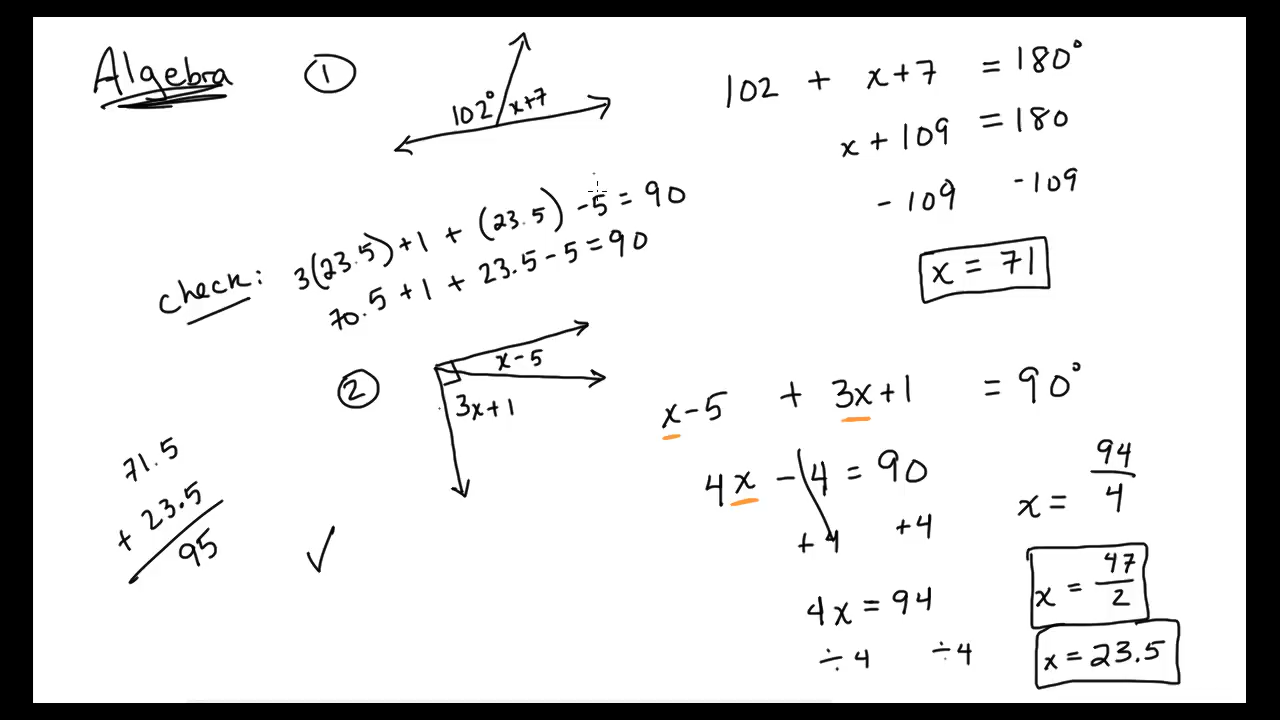 Algebra
①
102° x+7
102 + x+7 = 180°
x + 109 = 180
- 109 -109
x = 71
check: 3(23.5)+1 + (23.5) -5 = 90
70.5 +1 + 23.5 - 5 = 90
②
x-5
3x+1
x-5 + 3x+1 = 90°
4x - 4 = 90
+ 4 +4
4x = 94
÷4 ÷4
x = 94/4
x = 47/2
x = 23.5
71.5
+ 23.5
95
✓